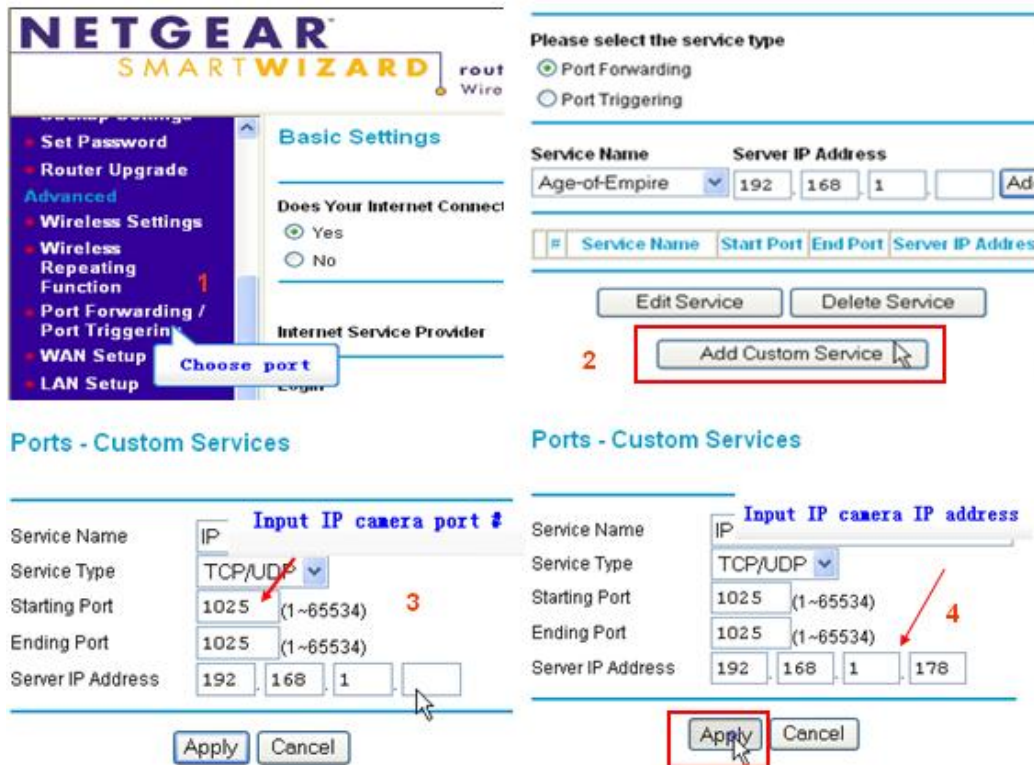 NETGEAR
SMARTWIZARD
rout
Wire
Set Password
Router Upgrade
Advanced
Wireless Settings
Wireless
Repeating
Function
1
Port Forwarding /
Port Triggering
WAN Setup
LAN Setup
Choose port
Basic Settings
Does Your Internet Connect
Yes
No
Internet Service Provider
Please select the service type
Port Forwarding
Port Triggering
Service Name Server IP Address
Age-of-Empire 192 . 168 . 1 . Ad
# Service Name Start Port End Port Server IP Addres
Edit Service Delete Service
2 Add Custom Service
Ports - Custom Services
Input IP camera port #
Service Name IP
Service Type TCP/UDP
Starting Port 1025 (1~65534) 3
Ending Port 1025 (1~65534)
Server IP Address 192 . 168 . 1 .
Apply Cancel
Ports - Custom Services
Input IP camera IP address
Service Name IP
Service Type TCP/UDP
Starting Port 1025 (1~65534) 4
Ending Port 1025 (1~65534)
Server IP Address 192 . 168 . 1 . 178
Apply Cancel